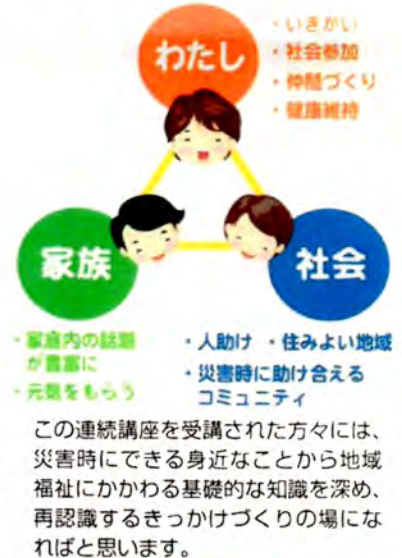 わたし
・いきがい
・社会参加
・仲間づくり
・健康維持
家族
社会
・家庭内の話題
が豊富に
・元気をもらう
・人助け ・住みよい地域
・災害時に助け合える
コミュニティ
この連続講座を受講された方々には、
災害時にできる身近なことから地域
福祉にかかわる基礎的な知識を深め、
再認識するきっかけづくりの場にな
ればと思います。